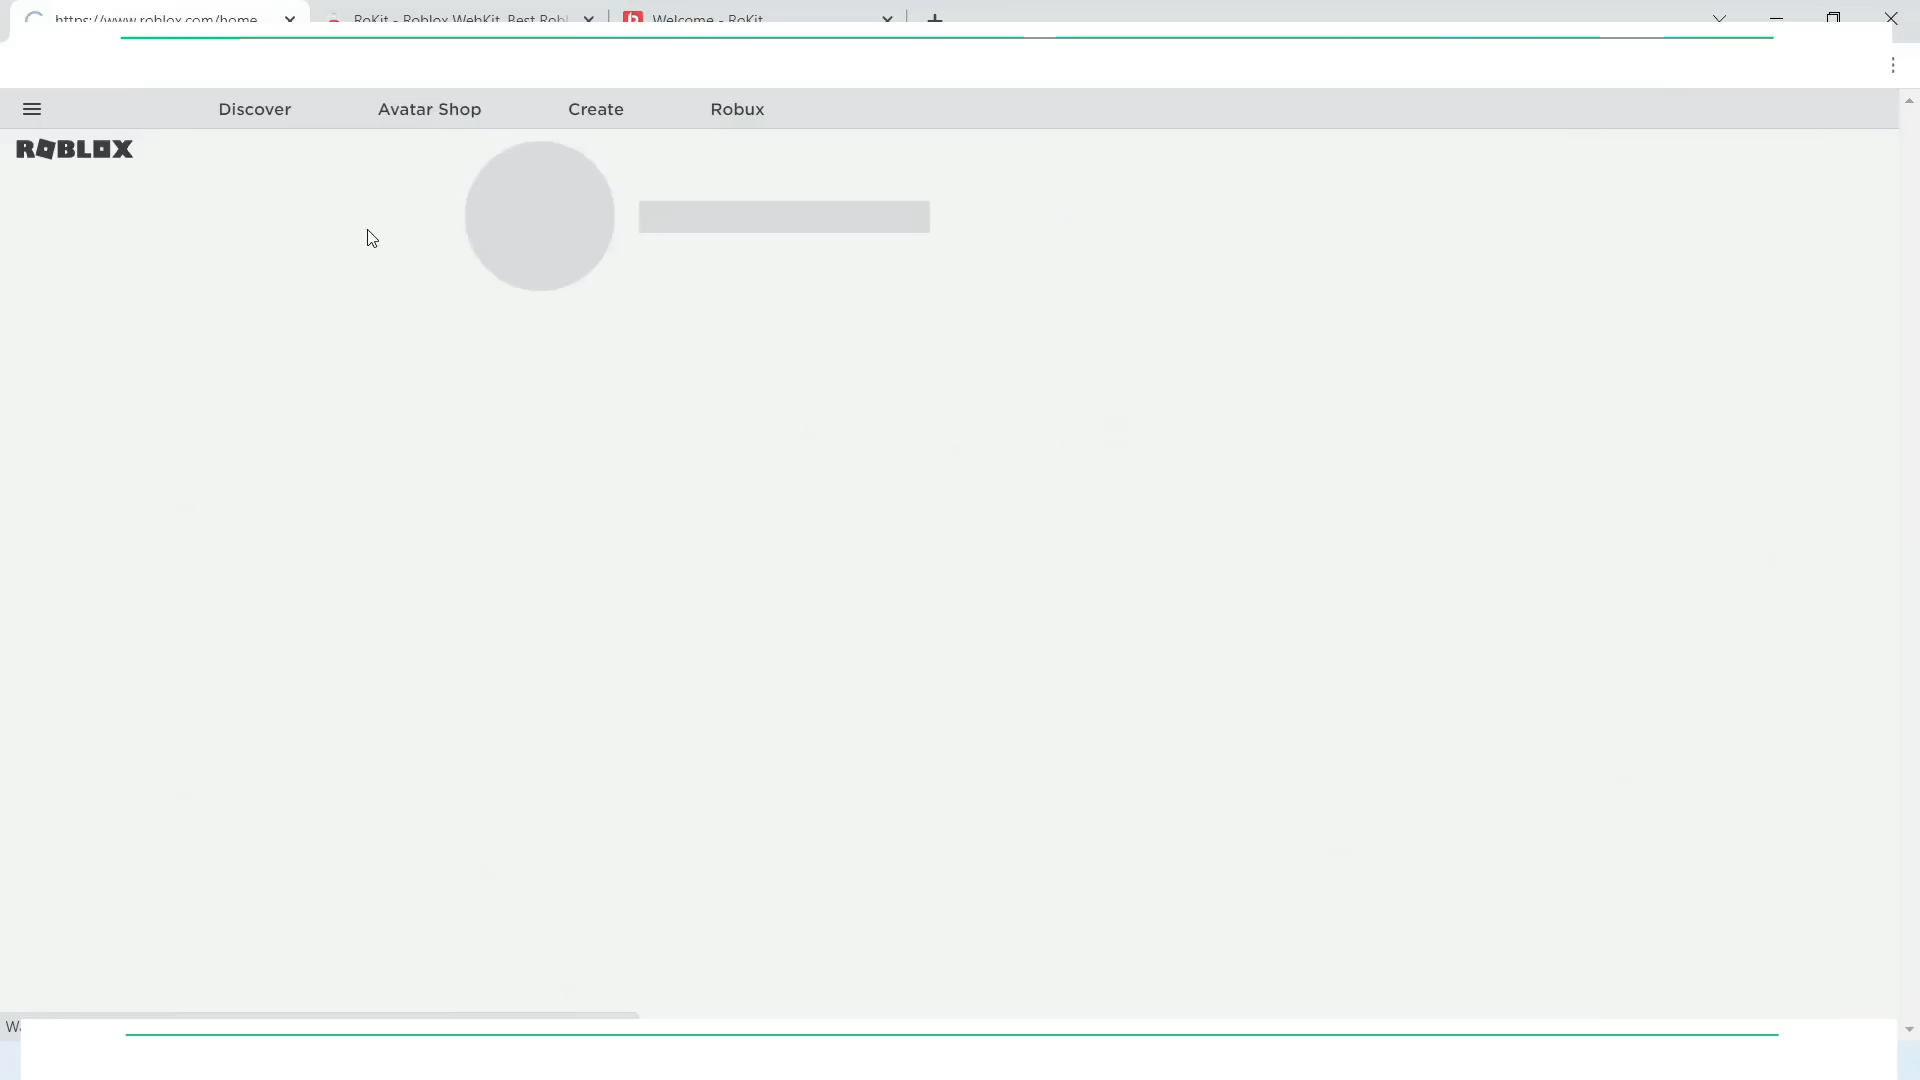 https://www.roblox.com/home
RoKit - Roblox WebKit, Best Robl
Welcome - RoKit
Discover
Avatar Shop
Create
Robux
ROBLOX